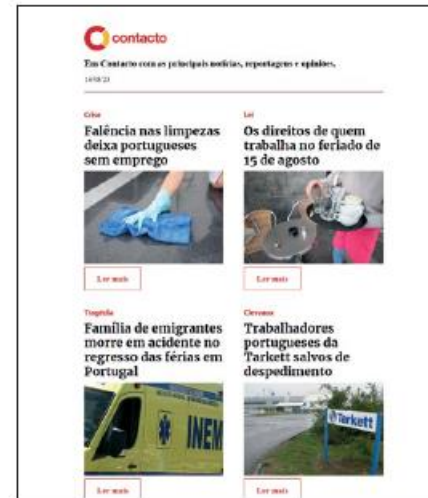 contacto
Em Contacto com as principais notícias, reportagens e opiniões.
Crise
Falência nas limpezas
deixa portugueses
sem emprego
Ler mais
Lei
Os direitos de quem
trabalha no feriado de
15 de agosto
Ler mais
Tragédia
Família de emigrantes
morre em acidente no
regresso das férias em
Portugal
INEM
Ler mais
Clervaux
Trabalhadores
portugueses da
Tarkett salvos de
despedimento
Tarkett
Ler mais